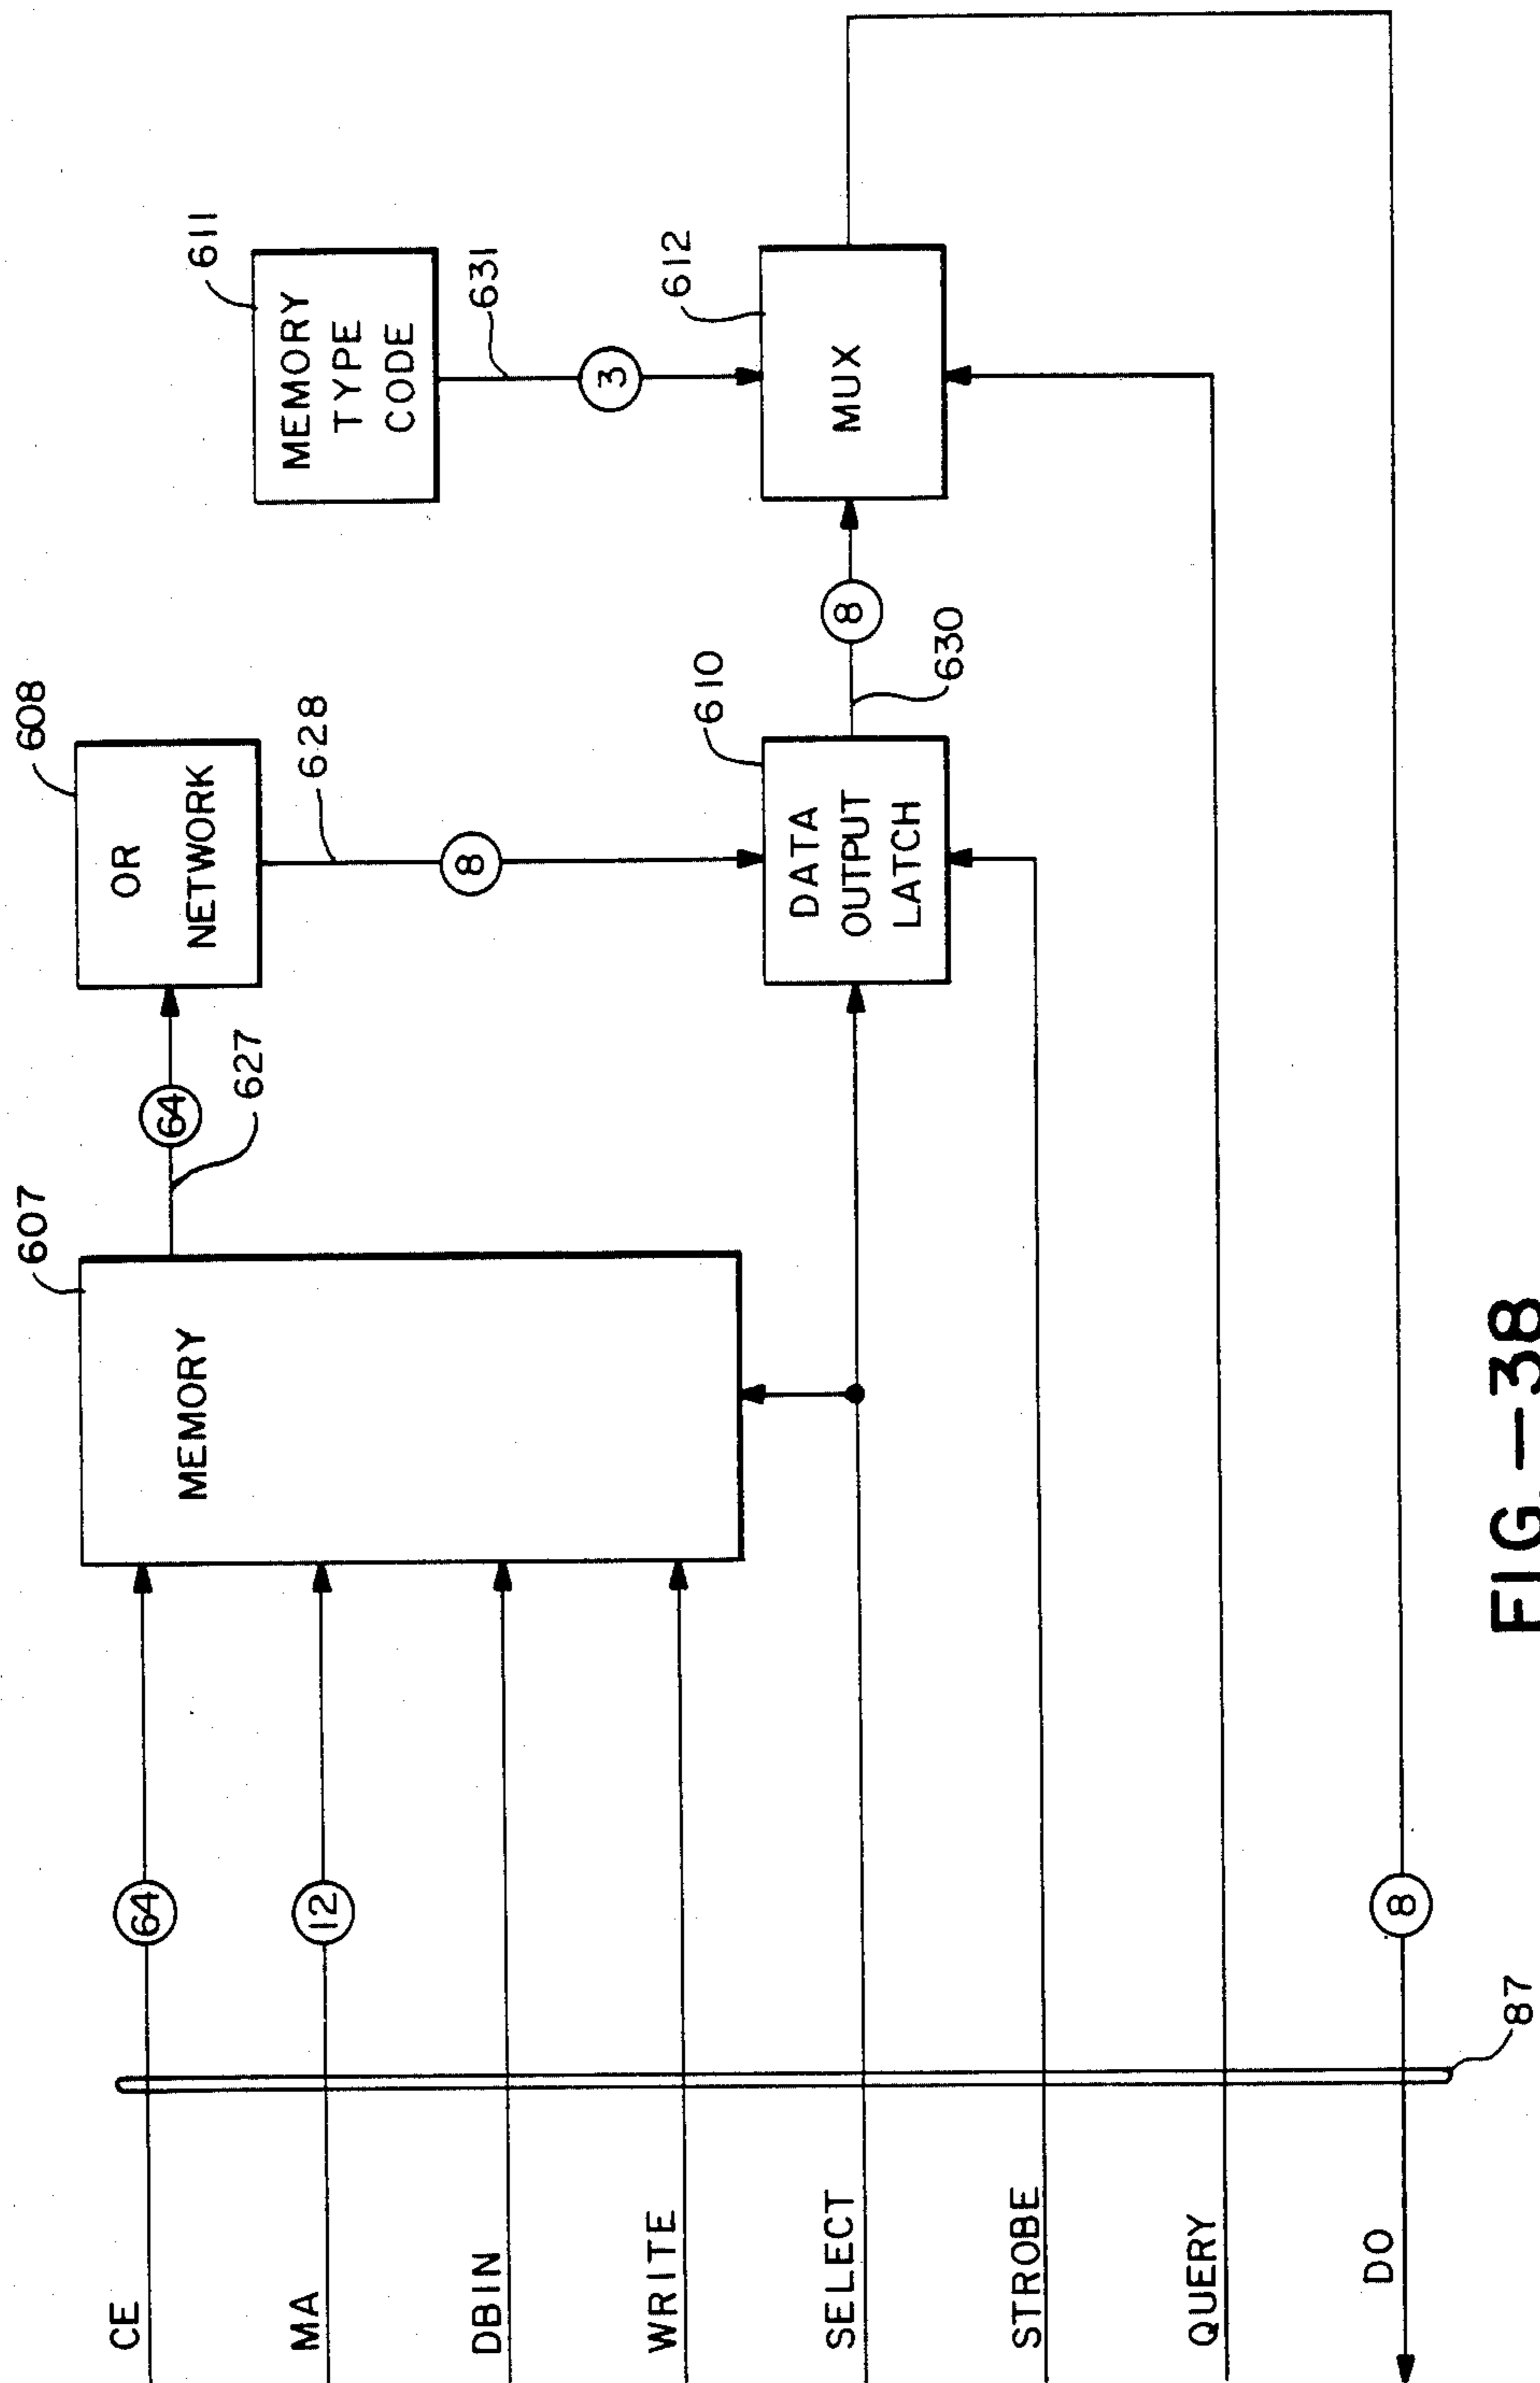 CE
MA
DBIN
WRITE
SELECT
STROBE
QUERY
DO
87
64
12
8
607
MEMORY
64
627
608
OR
NETWORK
628
8
610
DATA
OUTPUT
LATCH
8
630
611
MEMORY
TYPE
CODE
631
3
612
MUX
FIG.—38